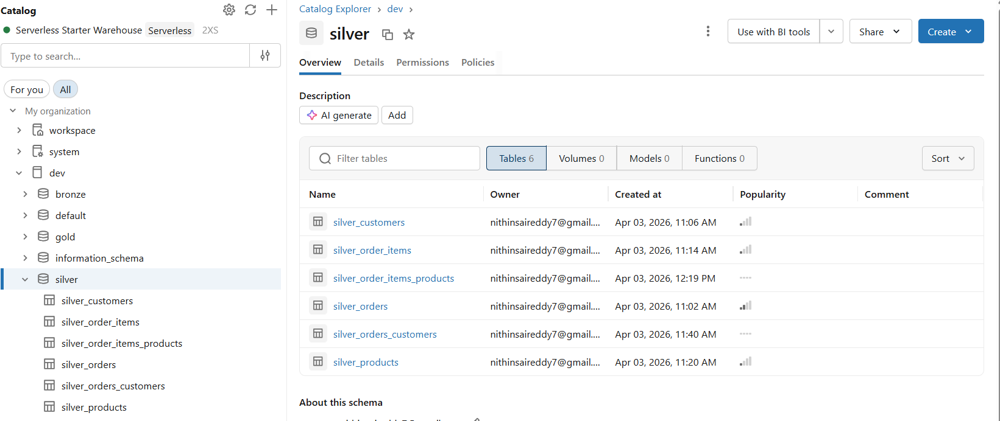 Catalog
Serverless Starter Warehouse Serverless 2XS
Type to search...
For you All
My organization
workspace
system
dev
bronze
default
gold
information_schema
silver
silver_customers
silver_order_items
silver_order_items_products
silver_orders
silver_orders_customers
silver_products
Catalog Explorer > dev >
silver
Use with BI tools Share Create
Overview Details Permissions Policies
Description
AI generate Add
Filter tables Tables 6 Volumes 0 Models 0 Functions 0 Sort
Name Owner Created at Popularity Comment
silver_customers nithinsaireddy7@gmail.... Apr 03, 2026, 11:06 AM
silver_order_items nithinsaireddy7@gmail.... Apr 03, 2026, 11:14 AM
silver_order_items_products nithinsaireddy7@gmail.... Apr 03, 2026, 12:19 PM
silver_orders nithinsaireddy7@gmail.... Apr 03, 2026, 11:02 AM
silver_orders_customers nithinsaireddy7@gmail.... Apr 03, 2026, 11:40 AM
silver_products nithinsaireddy7@gmail.... Apr 03, 2026, 11:20 AM
About this schema